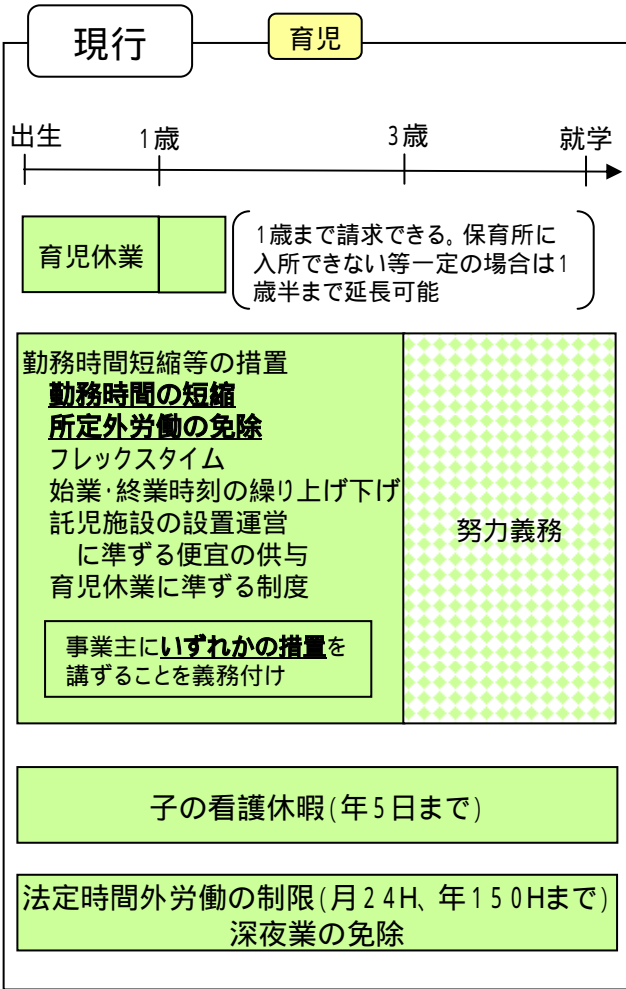 現行
育児
出生 1歳 3歳 就学
育児休業
1歳まで請求できる。保育所に
入所できない等一定の場合は1
歳半まで延長可能
勤務時間短縮等の措置
勤務時間の短縮
所定外労働の免除
フレックスタイム
始業・終業時刻の繰り上げ下げ
託児施設の設置運営
に準ずる便宜の供与
育児休業に準ずる制度
事業主にいずれかの措置を
講ずることを義務付け
努力義務
子の看護休暇(年5日まで)
法定時間外労働の制限(月24H、年150Hまで)
深夜業の免除